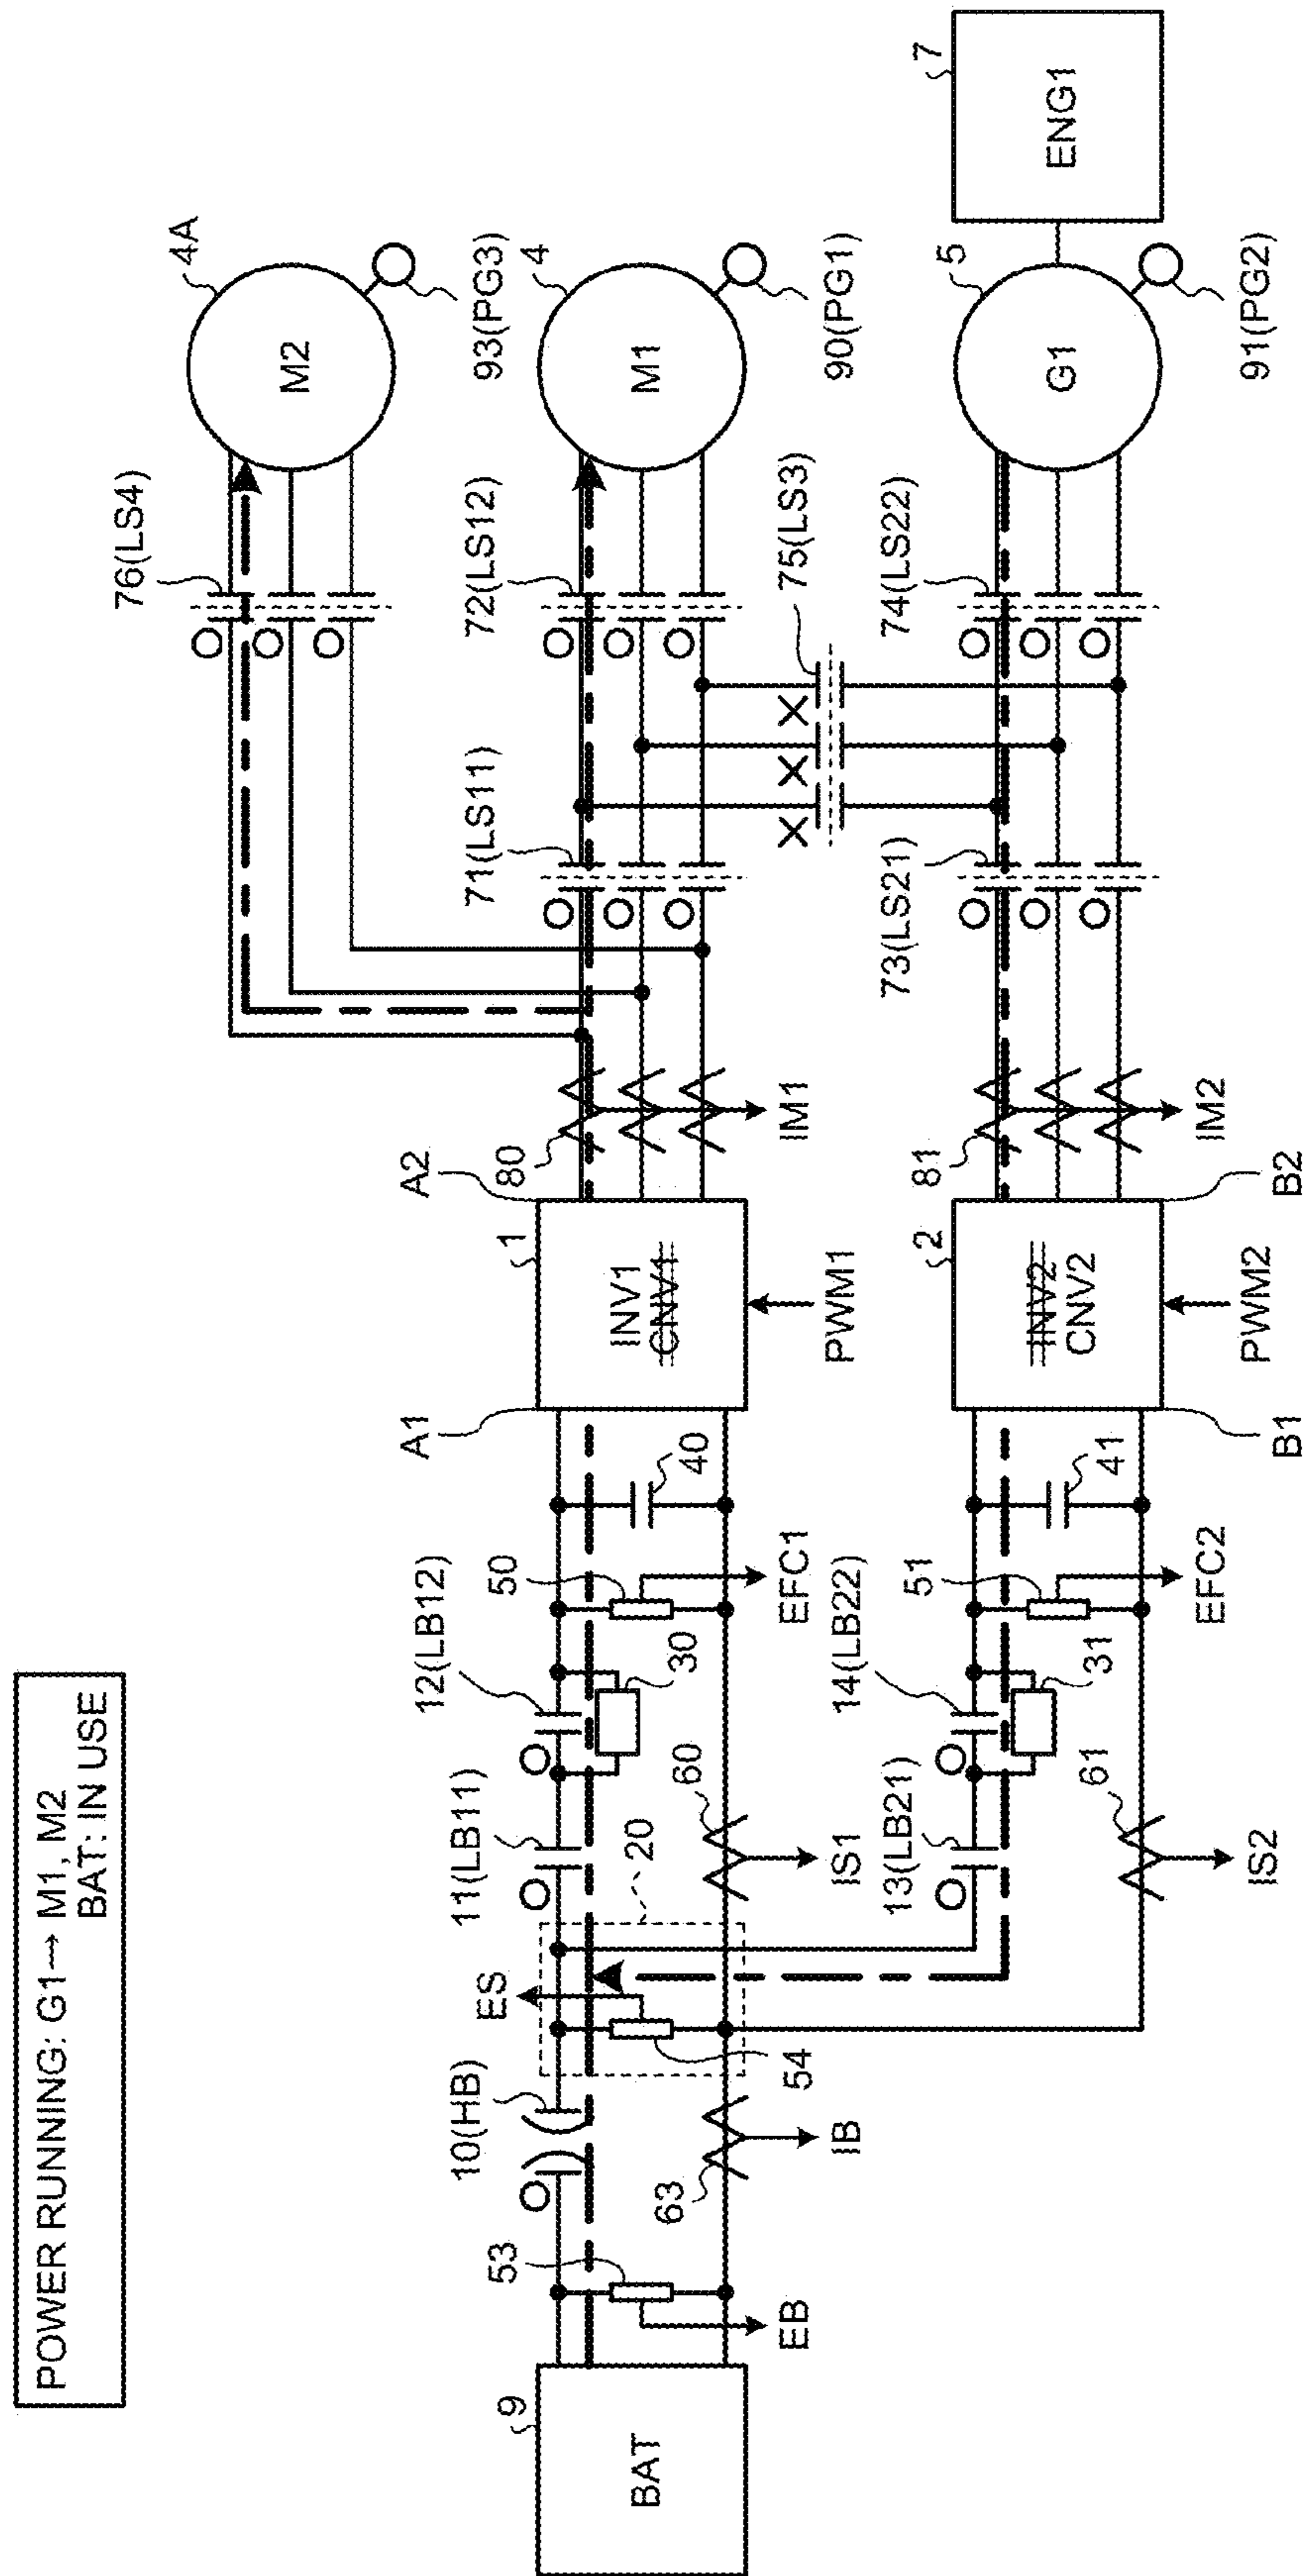 POWER RUNNING: G1→ M1, M2
BAT: IN USE
76(LS4)
4A
M2
93(PG3)
9
BAT
53
EB
10(HB)
63
IB
ES
54
20
11(LB11)
12(LB12)
30
60
IS1
50
EFC1
40
A1
1
INV1
CNV1
PWM1
A2
80
IM1
71(LS11)
72(LS12)
4
M1
90(PG1)
75(LS3)
13(LB21)
14(LB22)
31
61
IS2
51
EFC2
41
B1
2
INV2
CNV2
PWM2
B2
81
IM2
73(LS21)
74(LS22)
5
G1
91(PG2)
7
ENG1